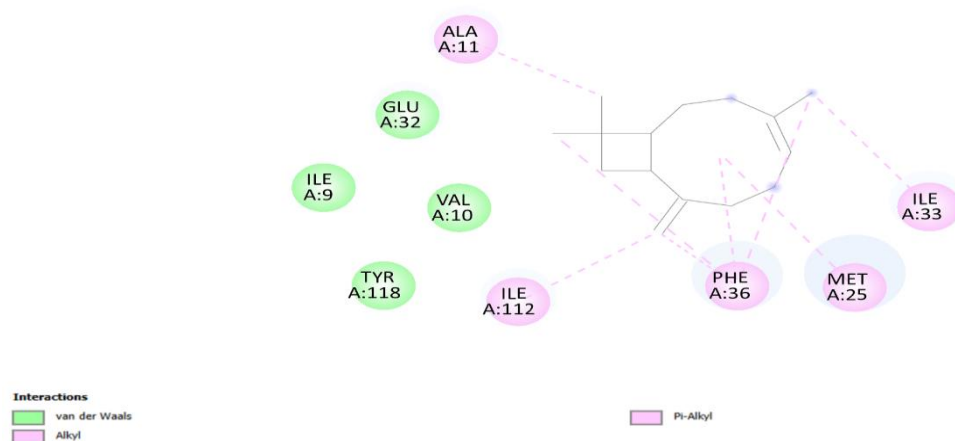 ALA
A:11
GLU
A:32
ILE
A:9
VAL
A:10
ILE
A:33
TYR
A:118
ILE
A:112
PHE
A:36
MET
A:25
Interactions
van der Waals
Alkyl
Pi-Alkyl